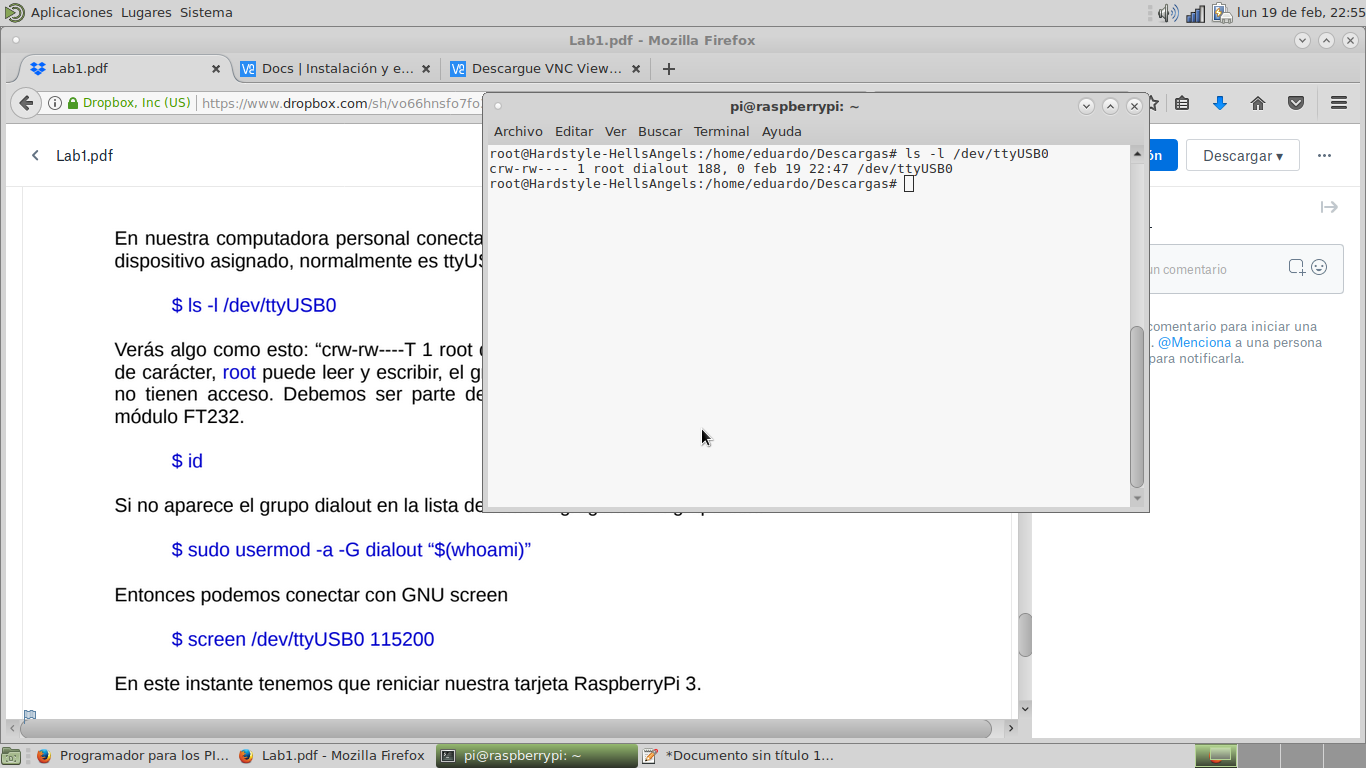 Aplicaciones Lugares Sistema
lun 19 de feb, 22:55
Lab1.pdf - Mozilla Firefox
Lab1.pdf
Docs | Instalación y e...
Descargue VNC View...
Dropbox, Inc (US)
https://www.dropbox.com/sh/vo66hnsfo7fo
pi@raspberrypi: ~
Archivo Editar Ver Buscar Terminal Ayuda
root@Hardstyle-HellsAngels:/home/eduardo/Descargas# ls -l /dev/ttyUSB0
crw-rw---- 1 root dialout 188, 0 feb 19 22:47 /dev/ttyUSB0
root@Hardstyle-HellsAngels:/home/eduardo/Descargas#
Lab1.pdf
ón
Descargar
En nuestra computadora personal conecta
dispositivo asignado, normalmente es ttyUS
$ ls -l /dev/ttyUSB0
Verás algo como esto: “crw-rw----T 1 root
de carácter, root puede leer y escribir, el g
no tienen acceso. Debemos ser parte de
módulo FT232.
$ id
Si no aparece el grupo dialout en la lista de
$ sudo usermod -a -G dialout “$(whoami)”
Entonces podemos conectar con GNU screen
$ screen /dev/ttyUSB0 115200
En este instante tenemos que reniciar nuestra tarjeta RaspberryPi 3.
un comentario
comentario para iniciar una
. @Menciona a una persona
para notificarla.
Programador para los PI...
Lab1.pdf - Mozilla Firefox
pi@raspberrypi: ~
*Documento sin título 1...